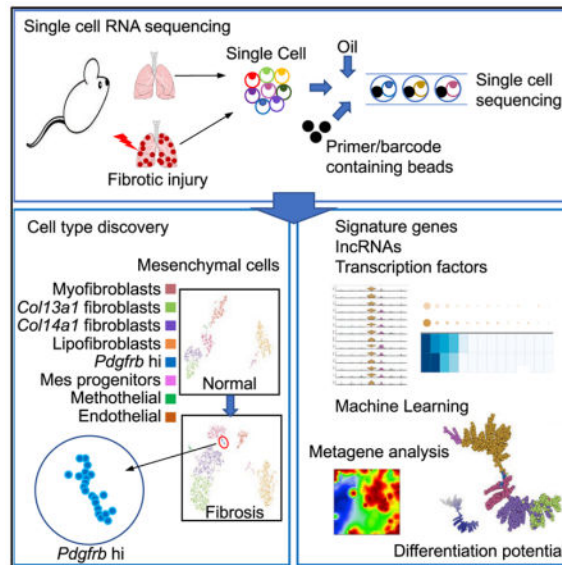 Single cell RNA sequencing
Single Cell
Oil
Single cell
sequencing
Fibrotic injury
Primer/barcode
containing beads
Cell type discovery
Mesenchymal cells
Myofibroblasts
Col13a1 fibroblasts
Col14a1 fibroblasts
Lipofibroblasts
Pdgfrb hi
Mes progenitors
Methothelial
Endothelial
Normal
Fibrosis
Pdgfrb hi
Signature genes
lncRNAs
Transcription factors
Machine Learning
Metagene analysis
Differentiation potential